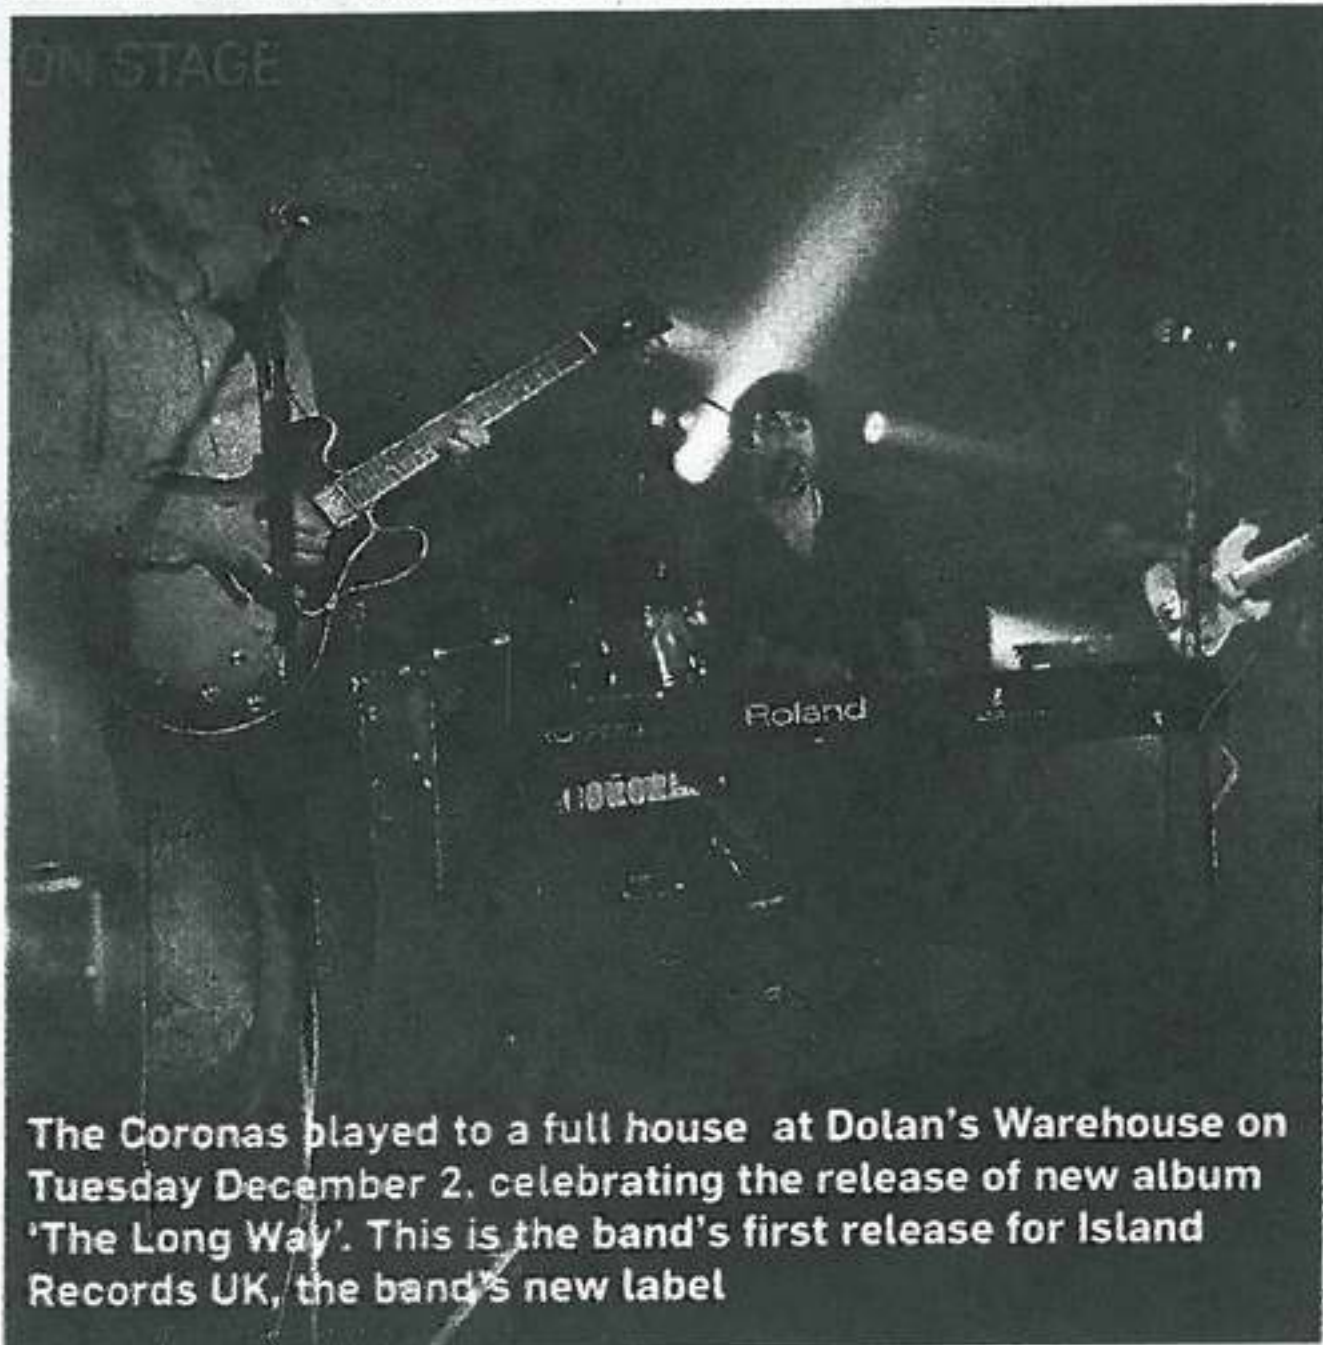 ON STAGE
Roland
The Coronas played to a full house at Dolan's Warehouse on
Tuesday December 2. celebrating the release of new album
'The Long Way'. This is the band's first release for Island
Records UK, the band's new label